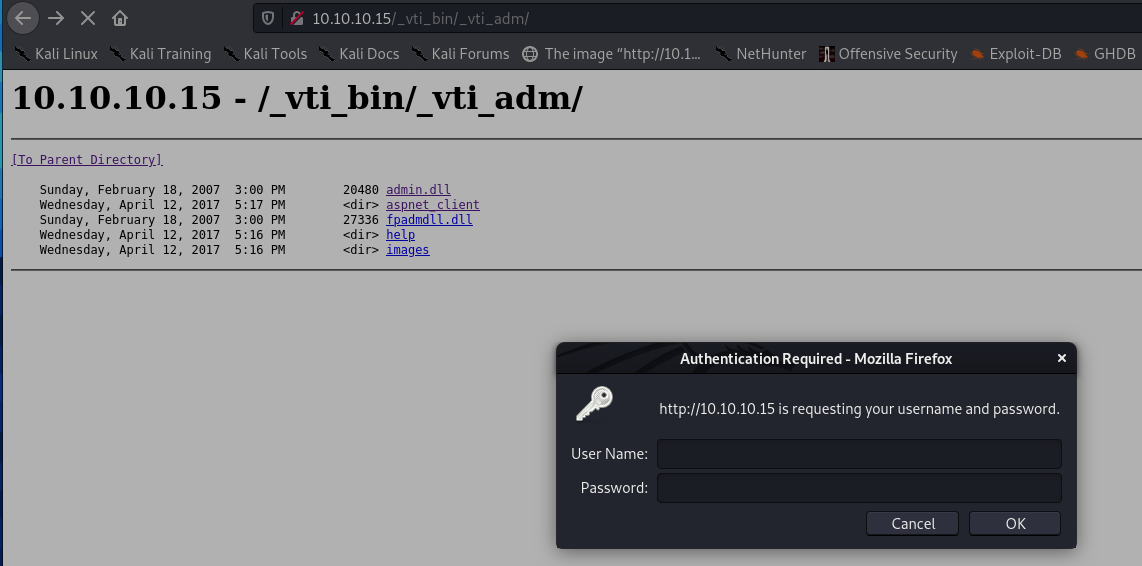 10.10.10.15/_vti_bin/_vti_adm/
Kali Linux Kali Training Kali Tools Kali Docs Kali Forums The image “http://10.1... NetHunter Offensive Security Exploit-DB GHDB
10.10.10.15 - /_vti_bin/_vti_adm/
[To Parent Directory]
Sunday, February 18, 2007 3:00 PM 20480 admin.dll
Wednesday, April 12, 2017 5:17 PM <dir> aspnet_client
Sunday, February 18, 2007 3:00 PM 27336 fpadmdll.dll
Wednesday, April 12, 2017 5:16 PM <dir> help
Wednesday, April 12, 2017 5:16 PM <dir> images
Authentication Required - Mozilla Firefox
http://10.10.10.15 is requesting your username and password.
User Name:
Password:
Cancel OK